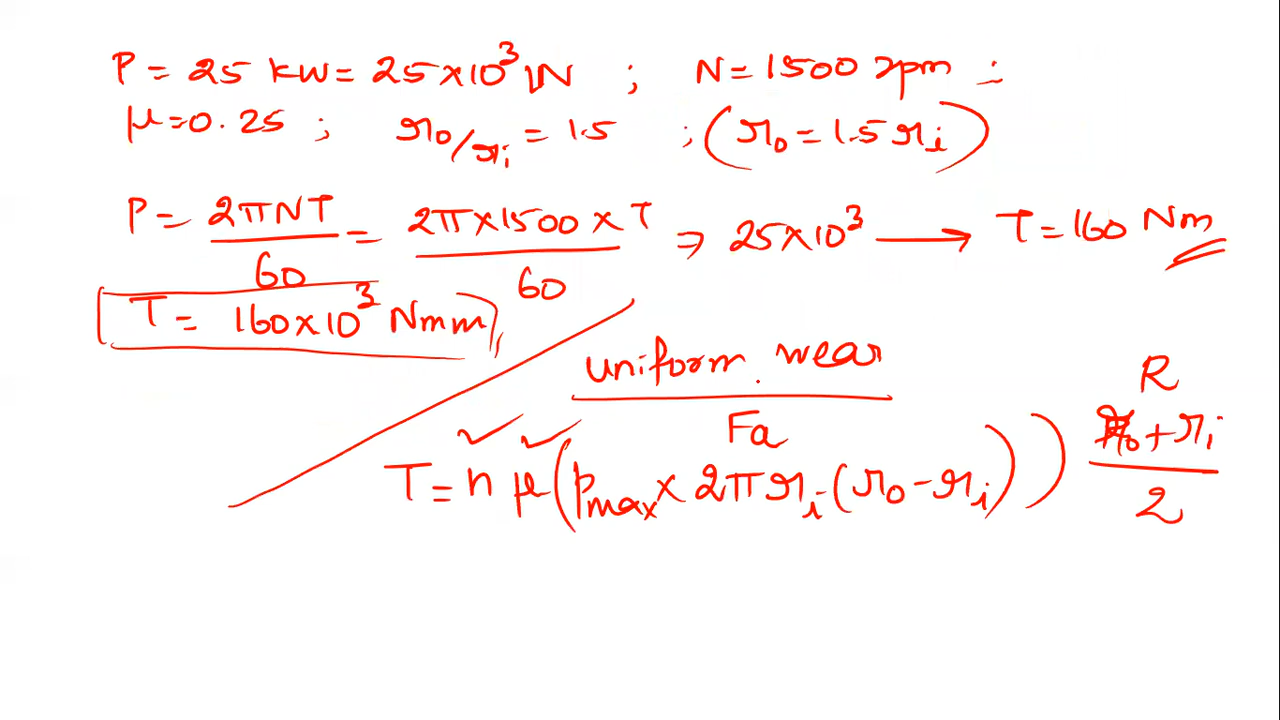 P = 25 kW = 25×10³ W ; N = 1500 rpm ;
μ = 0.25 ; r₀/rᵢ = 1.5 ; (r₀ = 1.5 rᵢ)
P = 2πNT/60 = 2π×1500×T/60 ⇒ 25×10³ → T = 160 Nm
T = 160×10³ Nmm
uniform wear
Fa R
T = n μ (pmax × 2π rᵢ (r₀ - rᵢ)) (r₀ + rᵢ)/2